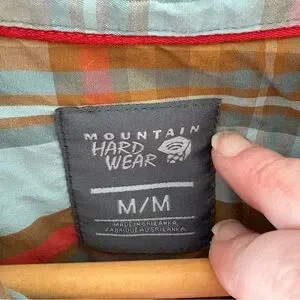 MOUNTAIN
HARD
WEAR
M/M
MADE IN SRI LANKA
FABRIQUÉ AU SRI LANKA